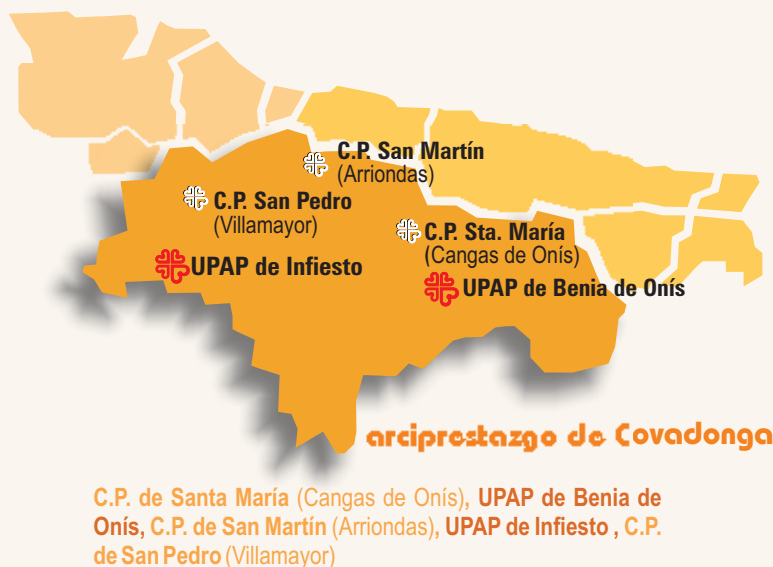 C.P. San Martín
(Arriondas)
C.P. San Pedro
(Villamayor)
C.P. Sta. María
(Cangas de Onís)
UPAP de Infiesto
UPAP de Benia de Onís
arciprestazgo de Covadonga
C.P. de Santa María (Cangas de Onís), UPAP de Benia de
Onís, C.P. de San Martín (Arriondas), UPAP de Infiesto , C.P.
de San Pedro (Villamayor)